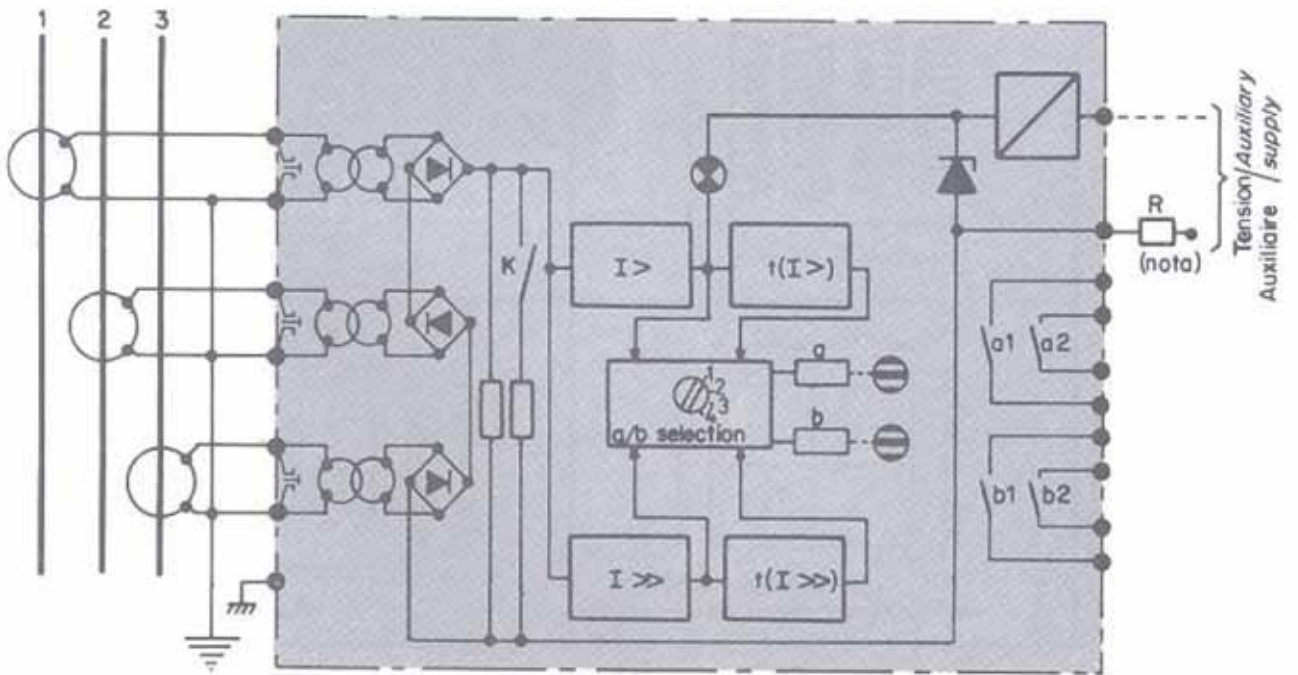 1 2 3
Tension/Auxiliary
Auxiliaire / supply
R
(nota)
K
I >
t(I >)
a1 a2
a
1
2
3
4
a/b selection
b
b1 b2
I >>
t(I >>)